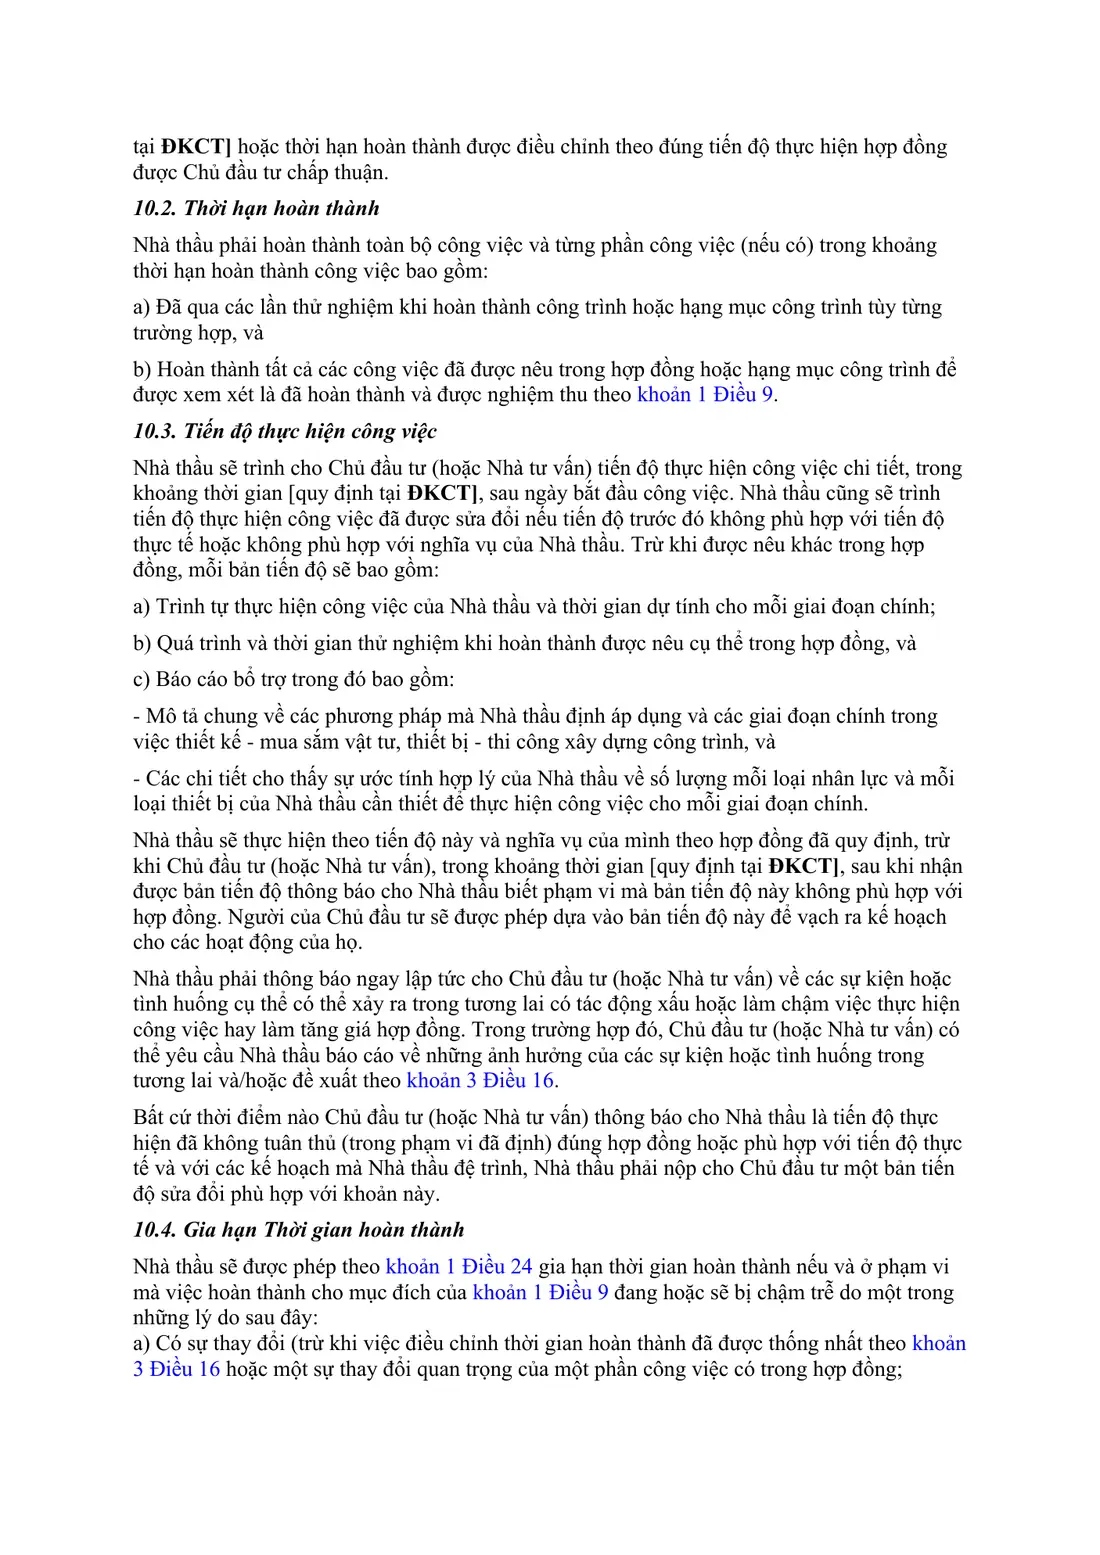 tại ĐKCT] hoặc thời hạn hoàn thành được điều chỉnh theo đúng tiến độ thực hiện hợp đồng
được Chủ đầu tư chấp thuận.
10.2. Thời hạn hoàn thành
Nhà thầu phải hoàn thành toàn bộ công việc và từng phần công việc (nếu có) trong khoảng
thời hạn hoàn thành công việc bao gồm:
a) Đã qua các lần thử nghiệm khi hoàn thành công trình hoặc hạng mục công trình tùy từng
trường hợp, và
b) Hoàn thành tất cả các công việc đã được nêu trong hợp đồng hoặc hạng mục công trình để
được xem xét là đã hoàn thành và được nghiệm thu theo khoản 1 Điều 9.
10.3. Tiến độ thực hiện công việc
Nhà thầu sẽ trình cho Chủ đầu tư (hoặc Nhà tư vấn) tiến độ thực hiện công việc chi tiết, trong
khoảng thời gian [quy định tại ĐKCT], sau ngày bắt đầu công việc. Nhà thầu cũng sẽ trình
tiến độ thực hiện công việc đã được sửa đổi nếu tiến độ trước đó không phù hợp với tiến độ
thực tế hoặc không phù hợp với nghĩa vụ của Nhà thầu. Trừ khi được nêu khác trong hợp
đồng, mỗi bản tiến độ sẽ bao gồm:
a) Trình tự thực hiện công việc của Nhà thầu và thời gian dự tính cho mỗi giai đoạn chính;
b) Quá trình và thời gian thử nghiệm khi hoàn thành được nêu cụ thể trong hợp đồng, và
c) Báo cáo bổ trợ trong đó bao gồm:
- Mô tả chung về các phương pháp mà Nhà thầu định áp dụng và các giai đoạn chính trong
việc thiết kế - mua sắm vật tư, thiết bị - thi công xây dựng công trình, và
- Các chi tiết cho thấy sự ước tính hợp lý của Nhà thầu về số lượng mỗi loại nhân lực và mỗi
loại thiết bị của Nhà thầu cần thiết để thực hiện công việc cho mỗi giai đoạn chính.
Nhà thầu sẽ thực hiện theo tiến độ này và nghĩa vụ của mình theo hợp đồng đã quy định, trừ
khi Chủ đầu tư (hoặc Nhà tư vấn), trong khoảng thời gian [quy định tại ĐKCT], sau khi nhận
được bản tiến độ thông báo cho Nhà thầu biết phạm vi mà bản tiến độ này không phù hợp với
hợp đồng. Người của Chủ đầu tư sẽ được phép dựa vào bản tiến độ này để vạch ra kế hoạch
cho các hoạt động của họ.
Nhà thầu phải thông báo ngay lập tức cho Chủ đầu tư (hoặc Nhà tư vấn) về các sự kiện hoặc
tình huống cụ thể có thể xảy ra trong tương lai có tác động xấu hoặc làm chậm việc thực hiện
công việc hay làm tăng giá hợp đồng. Trong trường hợp đó, Chủ đầu tư (hoặc Nhà tư vấn) có
thể yêu cầu Nhà thầu báo cáo về những ảnh hưởng của các sự kiện hoặc tình huống trong
tương lai và/hoặc đề xuất theo khoản 3 Điều 16.
Bất cứ thời điểm nào Chủ đầu tư (hoặc Nhà tư vấn) thông báo cho Nhà thầu là tiến độ thực
hiện đã không tuân thủ (trong phạm vi đã định) đúng hợp đồng hoặc phù hợp với tiến độ thực
tế và với các kế hoạch mà Nhà thầu đệ trình, Nhà thầu phải nộp cho Chủ đầu tư một bản tiến
độ sửa đổi phù hợp với khoản này.
10.4. Gia hạn Thời gian hoàn thành
Nhà thầu sẽ được phép theo khoản 1 Điều 24 gia hạn thời gian hoàn thành nếu và ở phạm vi
mà việc hoàn thành cho mục đích của khoản 1 Điều 9 đang hoặc sẽ bị chậm trễ do một trong
những lý do sau đây:
a) Có sự thay đổi (trừ khi việc điều chỉnh thời gian hoàn thành đã được thống nhất theo khoản
3 Điều 16 hoặc một sự thay đổi quan trọng của một phần công việc có trong hợp đồng;